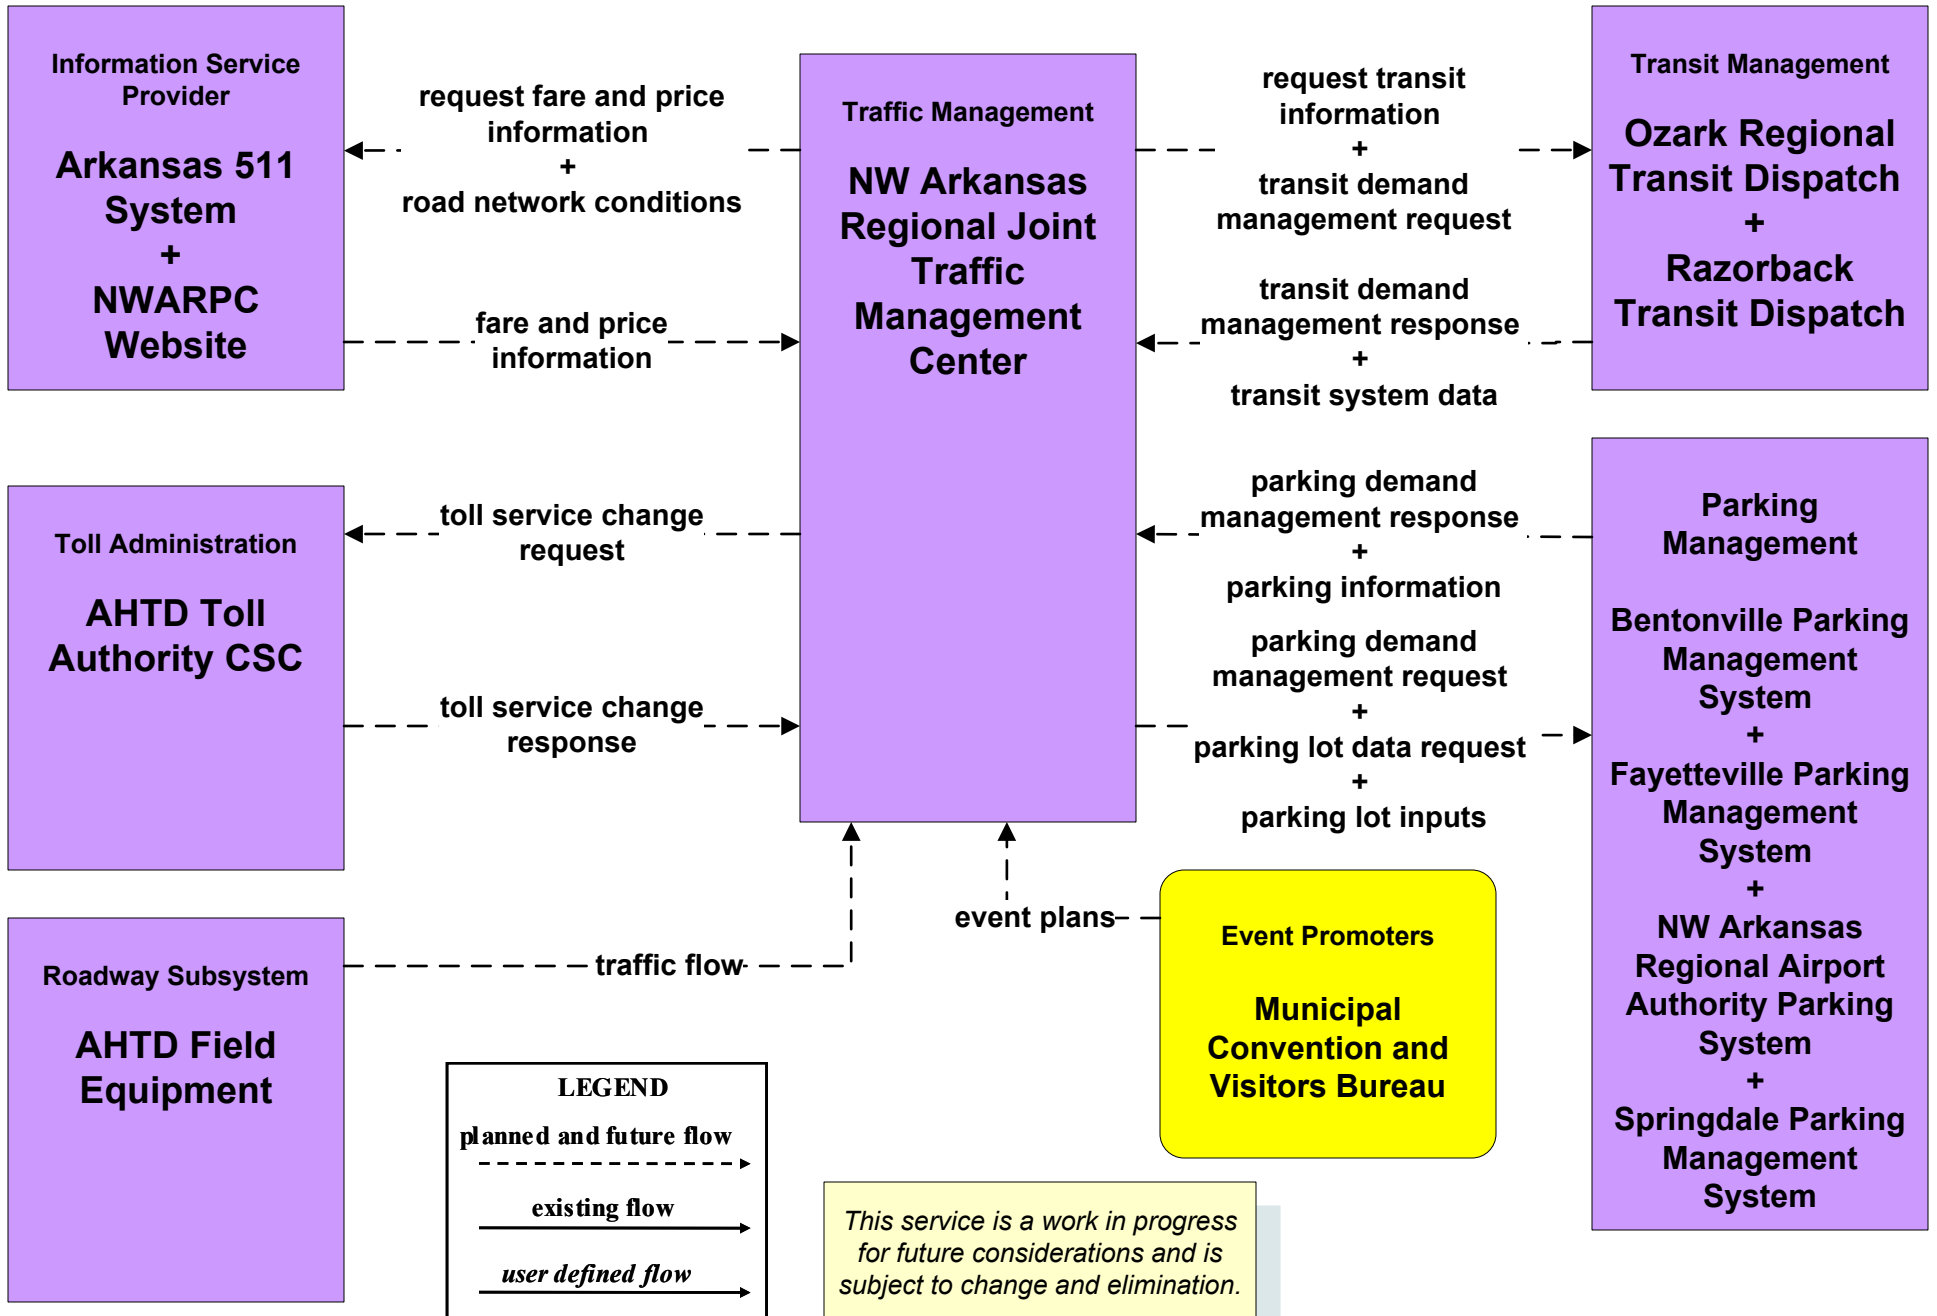 Information Service
Provider
Arkansas 511
System
+
NWARPC
Website
request fare and price
information
+
road network conditions
fare and price
information
Traffic Management
NW Arkansas
Regional Joint
Traffic
Management
Center
request transit
information
+
transit demand
management request
transit demand
management response
+
transit system data
Transit Management
Ozark Regional
Transit Dispatch
+
Razorback
Transit Dispatch
Toll Administration
AHTD Toll
Authority CSC
toll service change
request
toll service change
response
parking demand
management response
+
parking information
parking demand
management request
+
parking lot data request
+
parking lot inputs
Parking
Management
Bentonville Parking
Management
System
+
Fayetteville Parking
Management
System
+
NW Arkansas
Regional Airport
Authority Parking
System
+
Springdale Parking
Management
System
Roadway Subsystem
AHTD Field
Equipment
traffic flow
event plans
Event Promoters
Municipal
Convention and
Visitors Bureau
LEGEND
planned and future flow
existing flow
user defined flow
This service is a work in progress
for future considerations and is
subject to change and elimination.